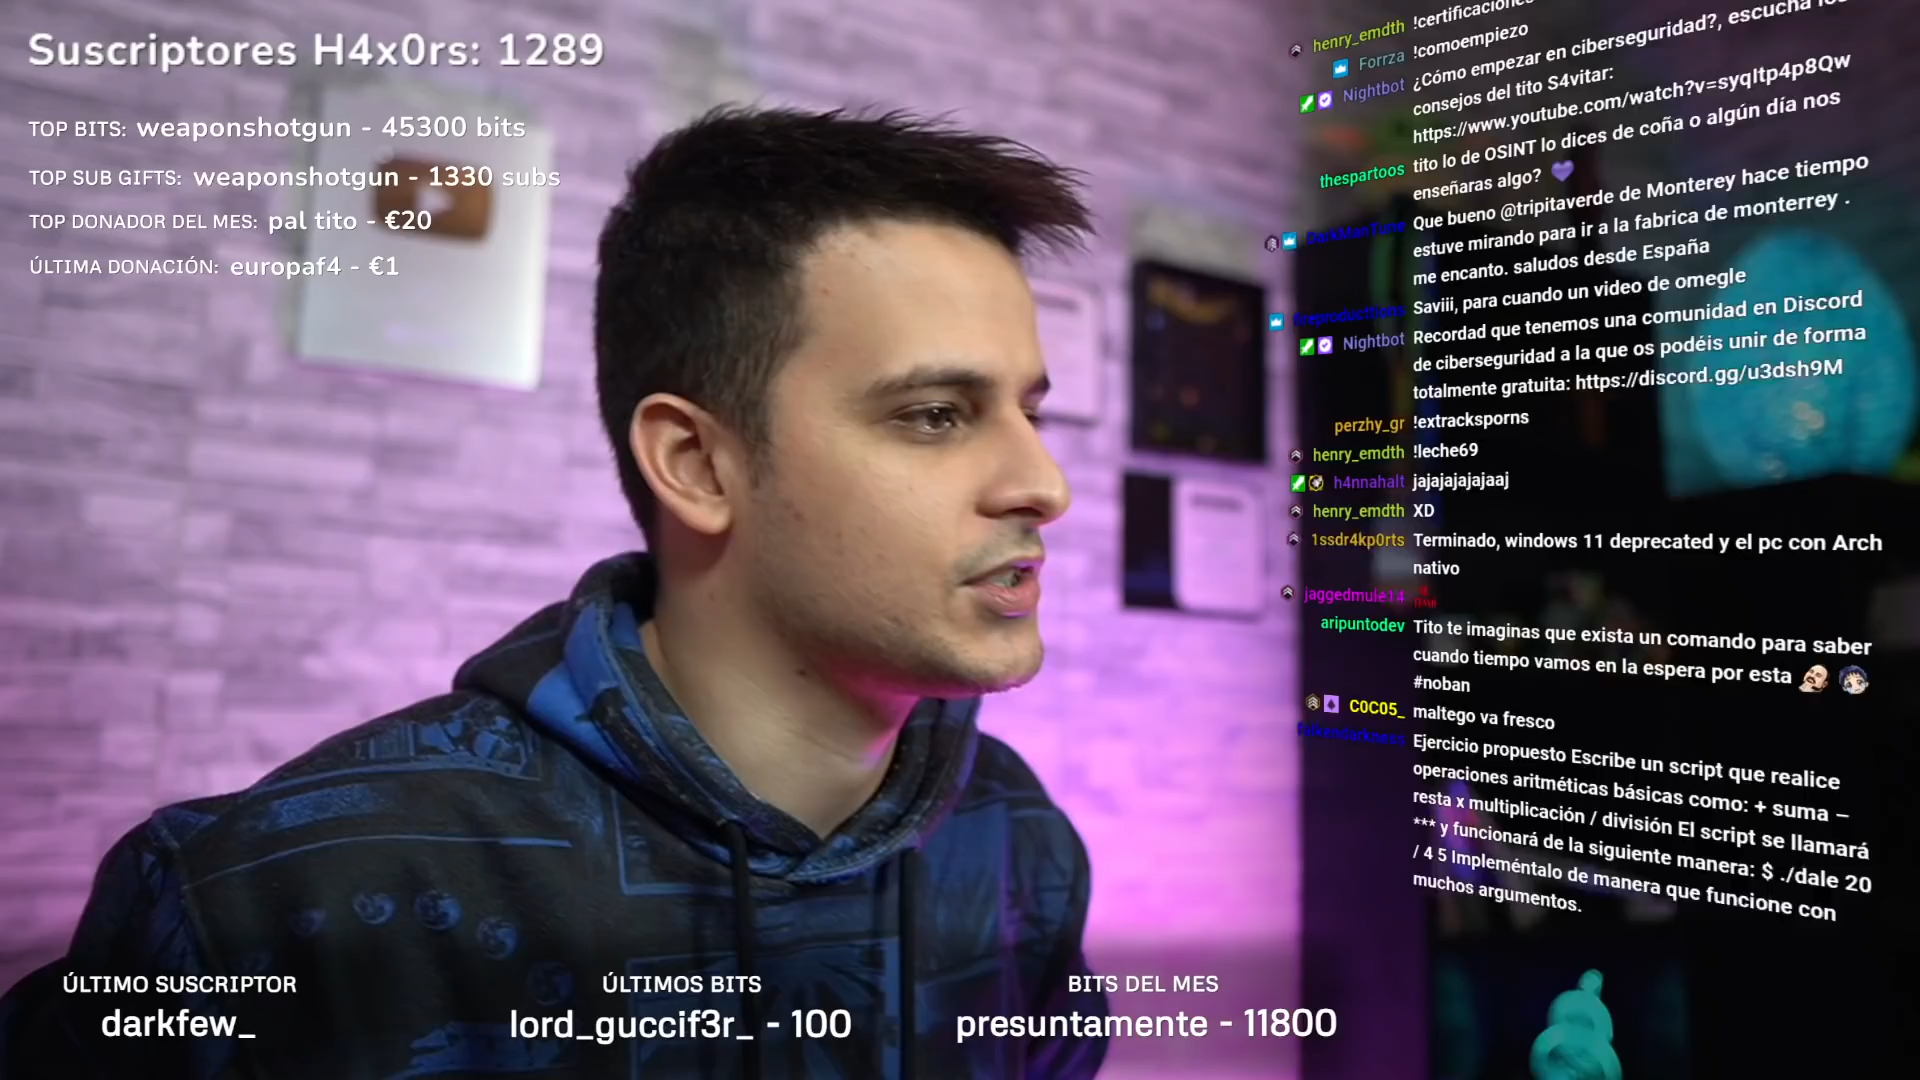 Suscriptores H4x0rs: 1289
TOP BITS: weaponshotgun - 45300 bits
TOP SUB GIFTS: weaponshotgun - 1330 subs
TOP DONADOR DEL MES: pal tito - €20
ÚLTIMA DONACIÓN: europaf4 - €1
henry_emdth !certificaciones
Forrza !comoempiezo
Nightbot ¿Cómo empezar en ciberseguridad?, escucha los
consejos del tito S4vitar:
https://www.youtube.com/watch?v=syqltp4p8Qw
thespartoos tito lo de OSINT lo dices de coña o algún día nos
enseñaras algo? 💜
DarkManTune Que bueno @tripitaverde de Monterrey hace tiempo
estuve mirando para ir a la fabrica de monterrey .
me encanto. saludos desde España
Saviii, para cuando un video de omegle
Nightbot Recordad que tenemos una comunidad en Discord
de ciberseguridad a la que os podéis unir de forma
totalmente gratuita: https://discord.gg/u3dsh9M
perzhy_gr !extracksporns
henry_emdth !leche69
h4nnahalt jajajajajajaaj
henry_emdth XD
1ssdr4kp0rts Terminado, windows 11 deprecated y el pc con Arch
nativo
jaggedmule14
aripuntodev Tito te imaginas que exista un comando para saber
cuando tiempo vamos en la espera por esta
#noban
C0C05_ maltego va fresco
Ejercicio propuesto Escribe un script que realice
operaciones aritméticas básicas como: + suma –
resta x multiplicación / división El script se llamará
*** y funcionará de la siguiente manera: $ ./dale 20
/ 4 5 Impleméntalo de manera que funcione con
muchos argumentos.
ÚLTIMO SUSCRIPTOR
darkfew_
ÚLTIMOS BITS
lord_guccif3r_ - 100
BITS DEL MES
presuntamente - 11800